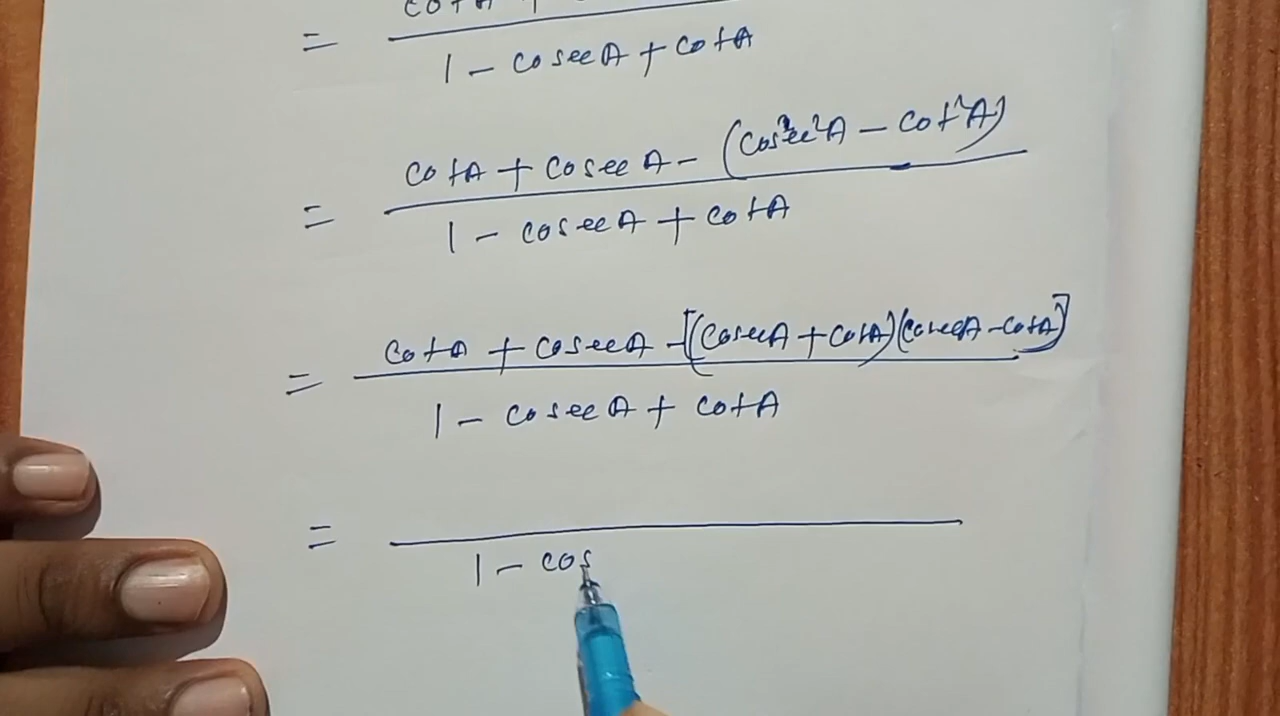 = cotA +
1 - cosecA + cotA
= cotA + cosecA - (cosec²A - cot²A)
1 - cosecA + cotA
= cotA + cosecA - [(cosecA + cotA)(cosecA - cotA)]
1 - cosecA + cotA
=
1 - cos